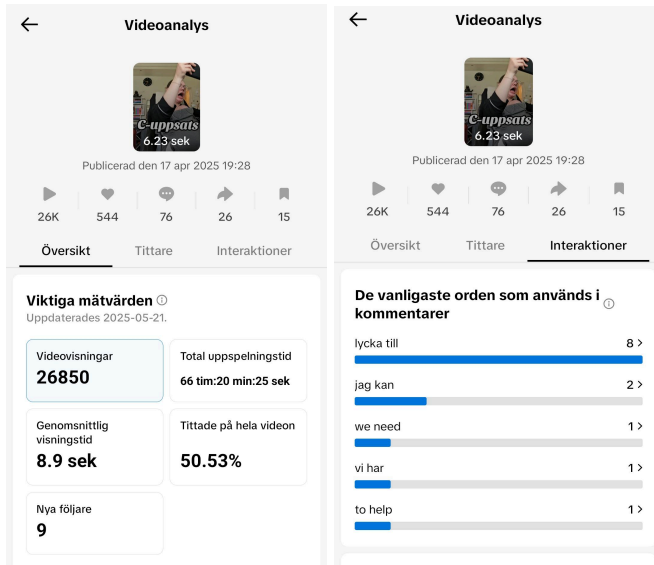 Videoanalys
C-uppsats
6.23 sek
Publicerad den 17 apr 2025 19:28
26K 544 76 26 15
Översikt Tittare Interaktioner
Viktiga mätvärden
Uppdaterades 2025-05-21.
Videovisningar
26850
Total uppspelningstid
66 tim:20 min:25 sek
Genomsnittlig
visningstid
8.9 sek
Tittade på hela videon
50.53%
Nya följare
9
Videoanalys
C-uppsats
6.23 sek
Publicerad den 17 apr 2025 19:28
26K 544 76 26 15
Översikt Tittare Interaktioner
De vanligaste orden som används i
kommentarer
lycka till 8
jag kan 2
we need 1
vi har 1
to help 1